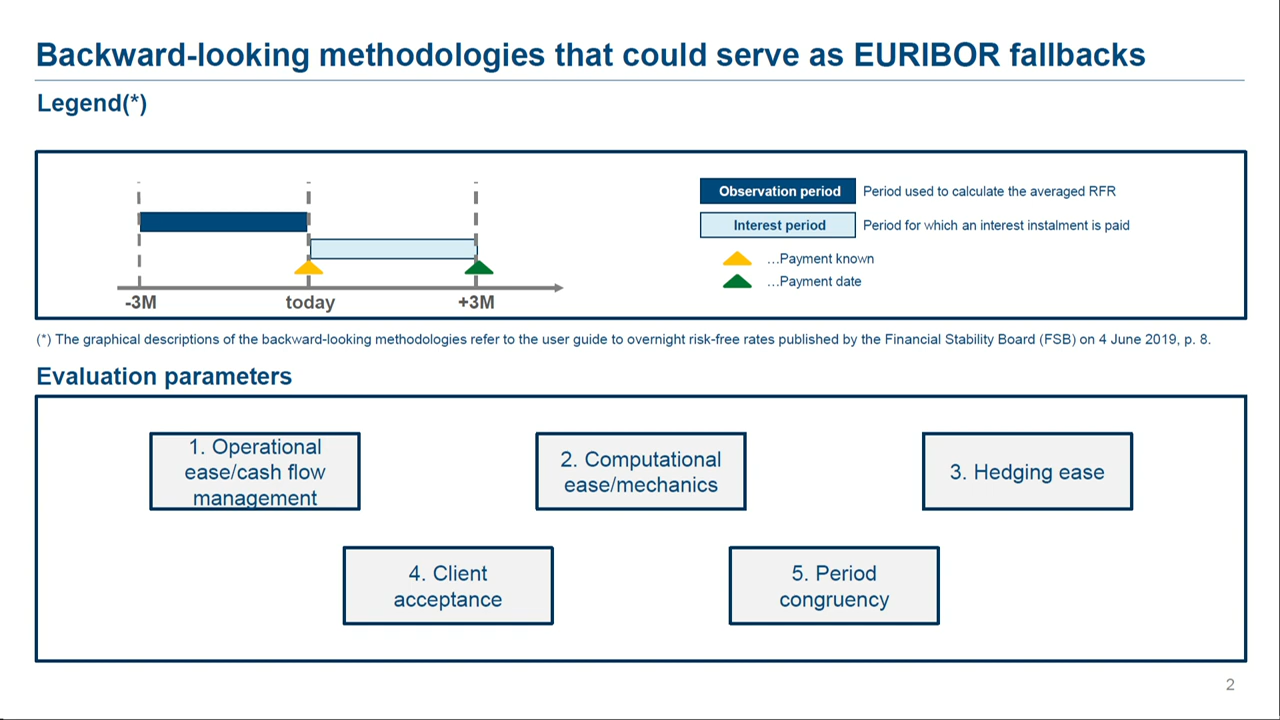 Backward-looking methodologies that could serve as EURIBOR fallbacks
Legend(*)
Observation period
Period used to calculate the averaged RFR
Interest period
Period for which an interest instalment is paid
…Payment known
…Payment date
-3M
today
+3M
(*) The graphical descriptions of the backward-looking methodologies refer to the user guide to overnight risk-free rates published by the Financial Stability Board (FSB) on 4 June 2019, p. 8.
Evaluation parameters
1. Operational
ease/cash flow
management
2. Computational
ease/mechanics
3. Hedging ease
4. Client
acceptance
5. Period
congruency
2